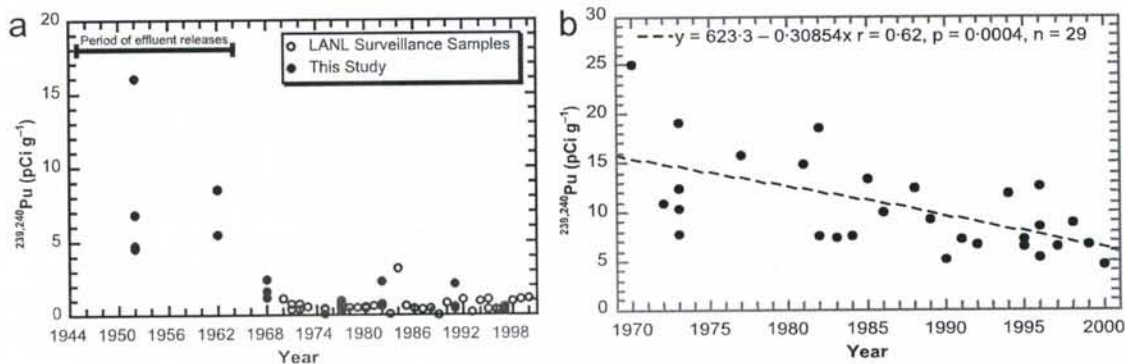 a
Period of effluent releases
LANL Surveillance Samples
This Study
20
15
10
5
0
239,240Pu (pCi g−1)
1944 1950 1956 1962 1968 1974 1980 1986 1992 1998
Year
b
y = 623·3 − 0·30854x r = 0·62, p = 0·0004, n = 29
30
25
20
15
10
5
0
239,240Pu (pCi g−1)
1970 1975 1980 1985 1990 1995 2000
Year